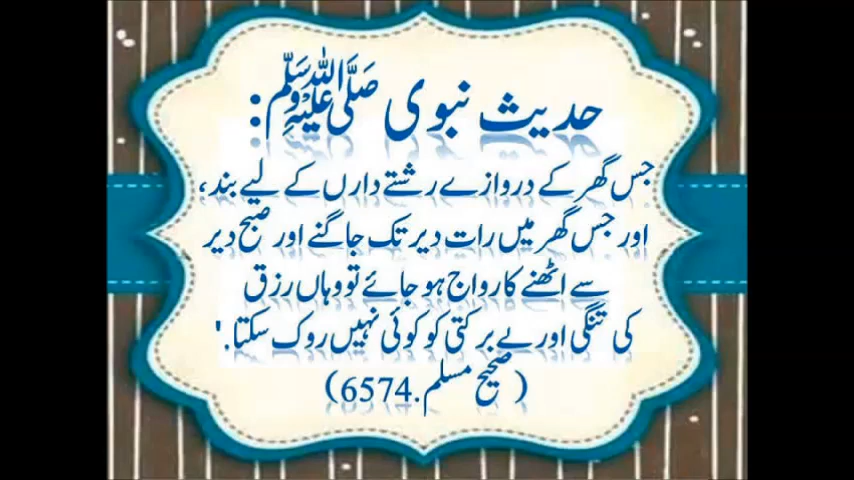 حدیث نبوی صَلَّی اللہُ عَلَیْہِ وَسَلَّم:
جس گھر کے دروازے رشتے داروں کے لیے بند،
اور جس گھر میں رات دیر تک جاگنے اور صبح دیر
سے اٹھنے کا رواج ہو جائے تو وہاں رزق
کی تنگی اور بے برکتی کو کوئی نہیں روک سکتا.'
(صحیح مسلم.6574)